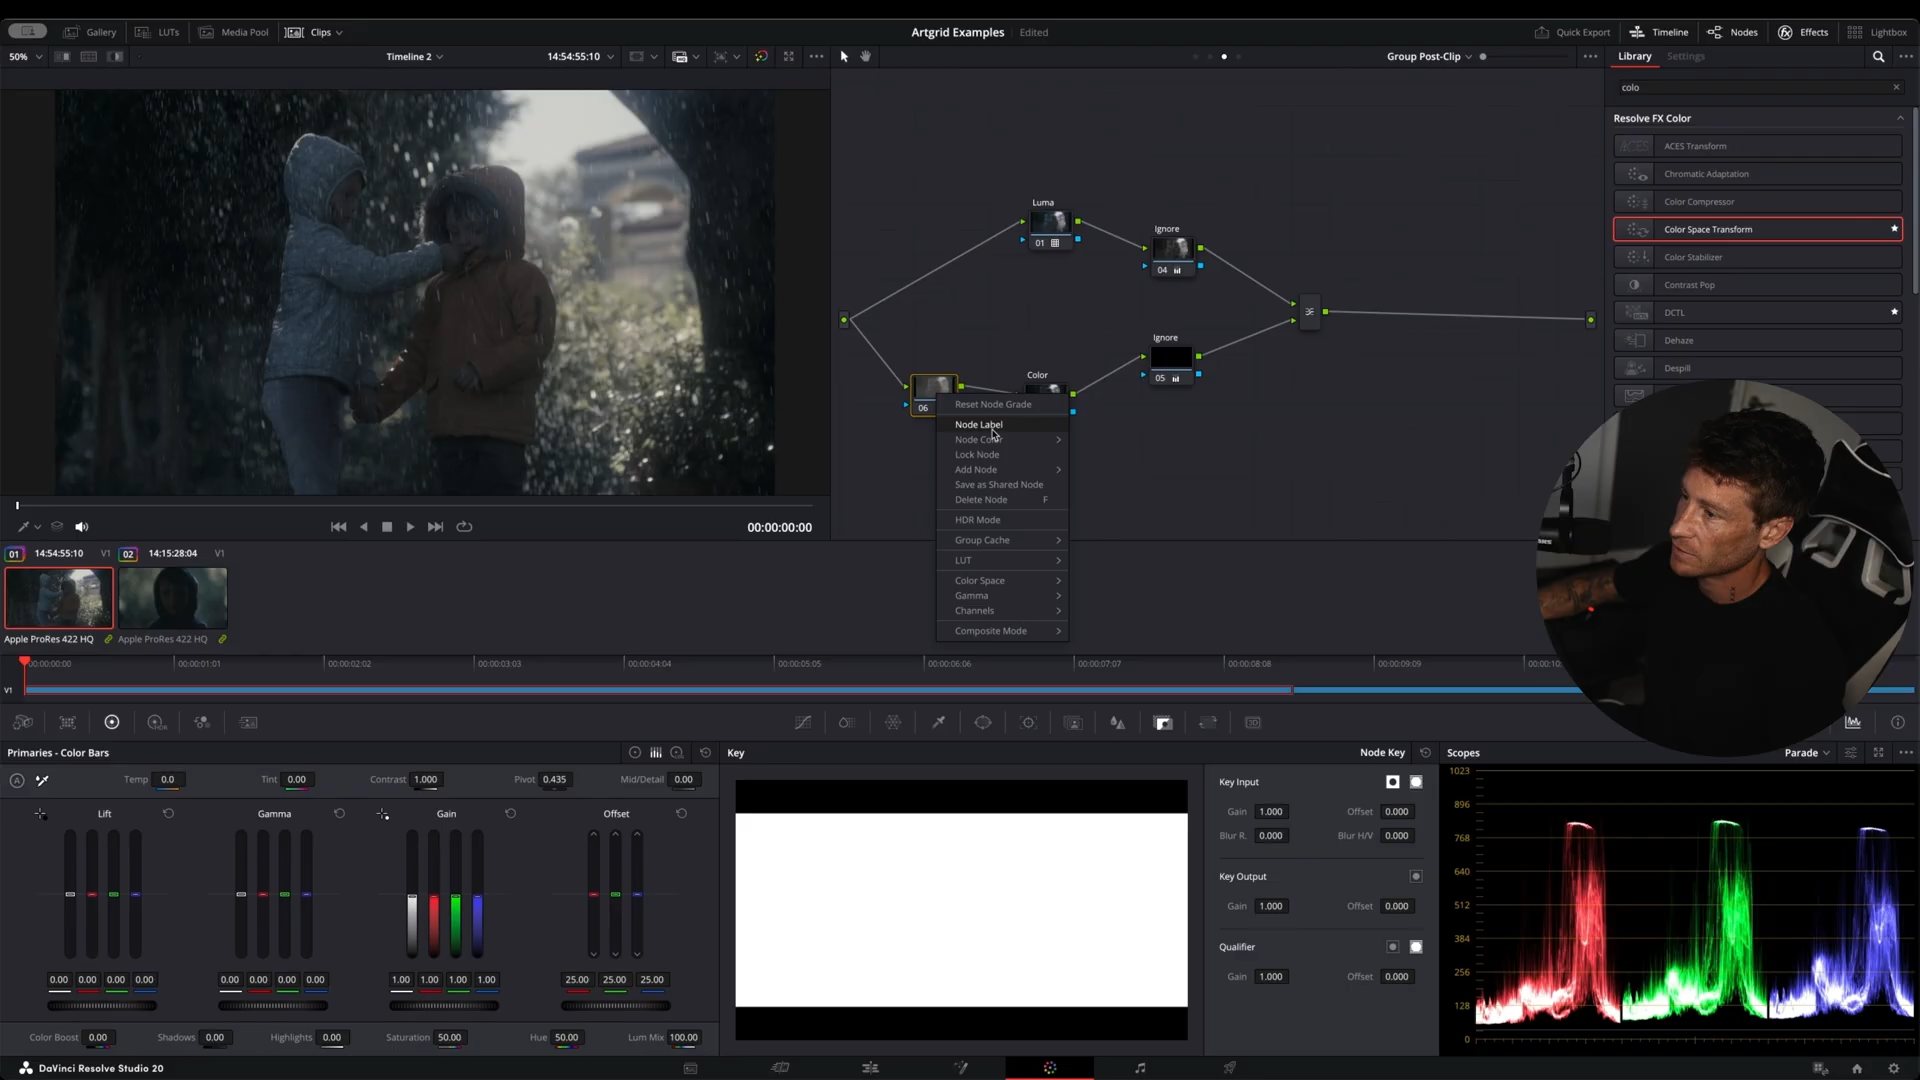 Gallery LUTs Media Pool Clips Artgrid Examples Edited Quick Export Timeline Nodes Effects Lightbox
50% Timeline 2 14:54:55:10 Group Post-Clip Library Settings
colo
Resolve FX Color
ACES Transform
Chromatic Adaptation
Color Compressor
Color Space Transform
Color Stabilizer
Contrast Pop
DCTL
Dehaze
Despill
Luma
01
Ignore
04
Ignore
05
Color
06
Reset Node Grade
Node Label
Node Color
Lock Node
Add Node
Save as Shared Node
Delete Node F
HDR Mode
Group Cache
LUT
Color Space
Gamma
Channels
Composite Mode
00:00:00:00
01 14:54:55:10 V1 02 14:15:28:04 V1
Apple ProRes 422 HQ Apple ProRes 422 HQ
00:00:00:00 00:00:01:01 00:00:02:02 00:00:03:03 00:00:04:04 00:00:05:05 00:00:06:06 00:00:07:07 00:00:08:08 00:00:09:09
V1
Primaries - Color Bars
Temp 0.0 Tint 0.00 Contrast 1.000 Pivot 0.435 Mid/Detail 0.00
Lift Gamma Gain Offset
0.00 0.00 0.00 0.00 0.00 0.00 0.00 0.00 1.00 1.00 1.00 1.00 25.00 25.00 25.00
Color Boost 0.00 Shadows 0.00 Highlights 0.00 Saturation 50.00 Hue 50.00 Lum Mix 100.00
Key Node Key
Key Input
Gain 1.000 Offset 0.000
Blur R. 0.000 Blur H/V 0.000
Key Output
Gain 1.000 Offset 0.000
Qualifier
Gain 1.000 Offset 0.000
Scopes Parade
1023
896
768
640
512
384
256
128
0
DaVinci Resolve Studio 20